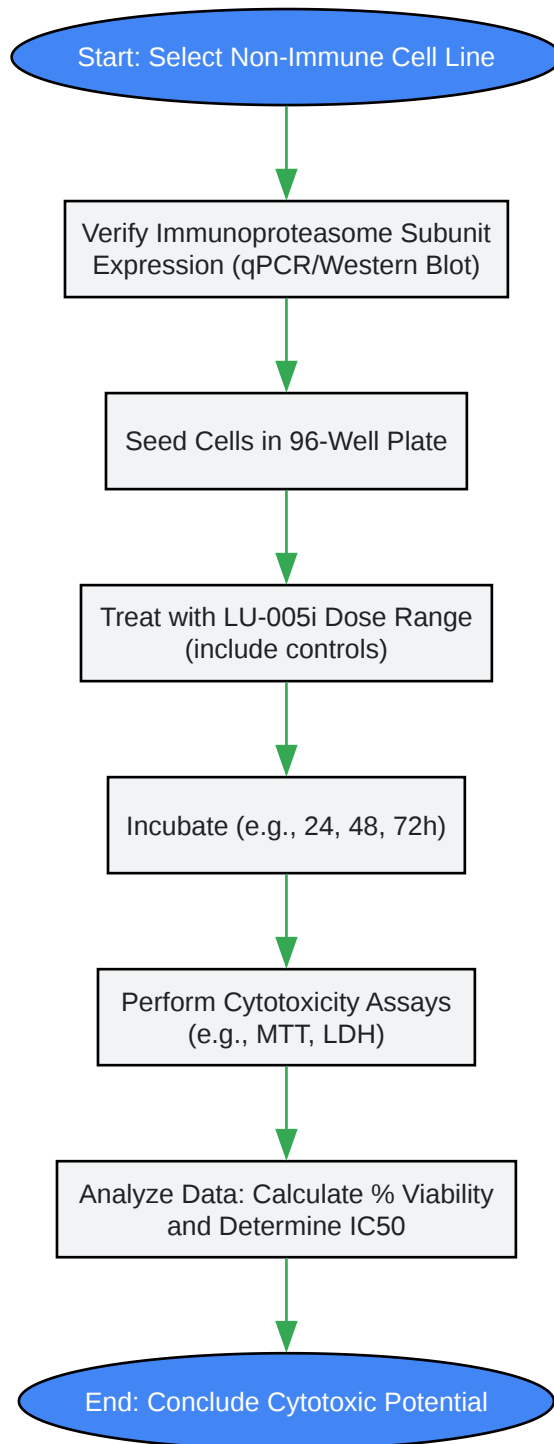 Start: Select Non-Immune Cell Line
Verify Immunoproteasome Subunit
Expression (qPCR/Western Blot)
Seed Cells in 96-Well Plate
Treat with LU-005i Dose Range
(include controls)
Incubate (e.g., 24, 48, 72h)
Perform Cytotoxicity Assays
(e.g., MTT, LDH)
Analyze Data: Calculate % Viability
and Determine IC50
End: Conclude Cytotoxic Potential